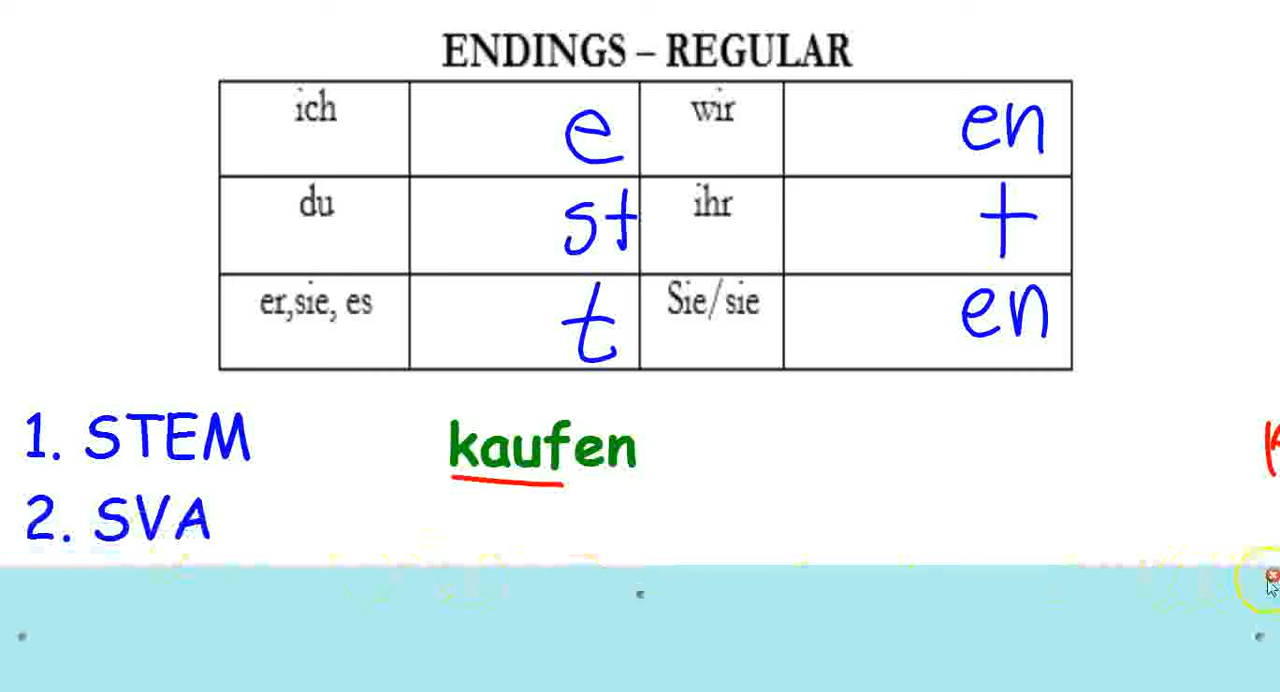 ENDINGS – REGULAR
ich e wir en
du st ihr t
er,sie, es t Sie/sie en
1. STEM kaufen
2. SVA